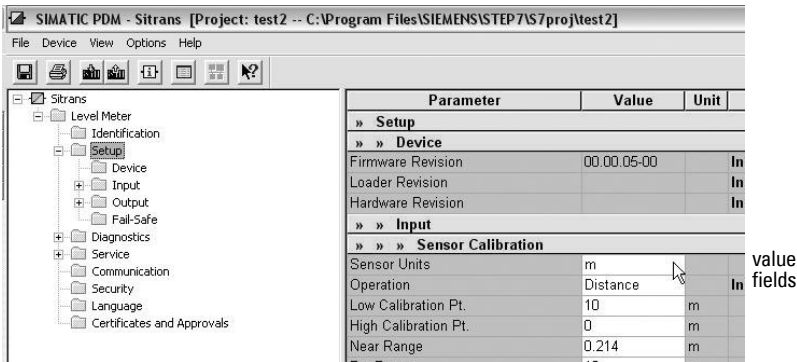 SIMATIC PDM - Sitrans [Project: test2 -- C:\Program Files\SIEMENS\STEP7\S7proj\test2]
File Device View Options Help
Sitrans
Level Meter
Identification
Setup
Device
Input
Output
Fail-Safe
Diagnostics
Service
Communication
Security
Language
Certificates and Approvals
Parameter Value Unit
» Setup
» » Device
Firmware Revision 00.00.05-00 In
Loader Revision In
Hardware Revision In
» » Input
» » » Sensor Calibration
Sensor Units m
Operation Distance In
Low Calibration Pt. 10 m
High Calibration Pt. 0 m
Near Range 0.214 m
value
fields